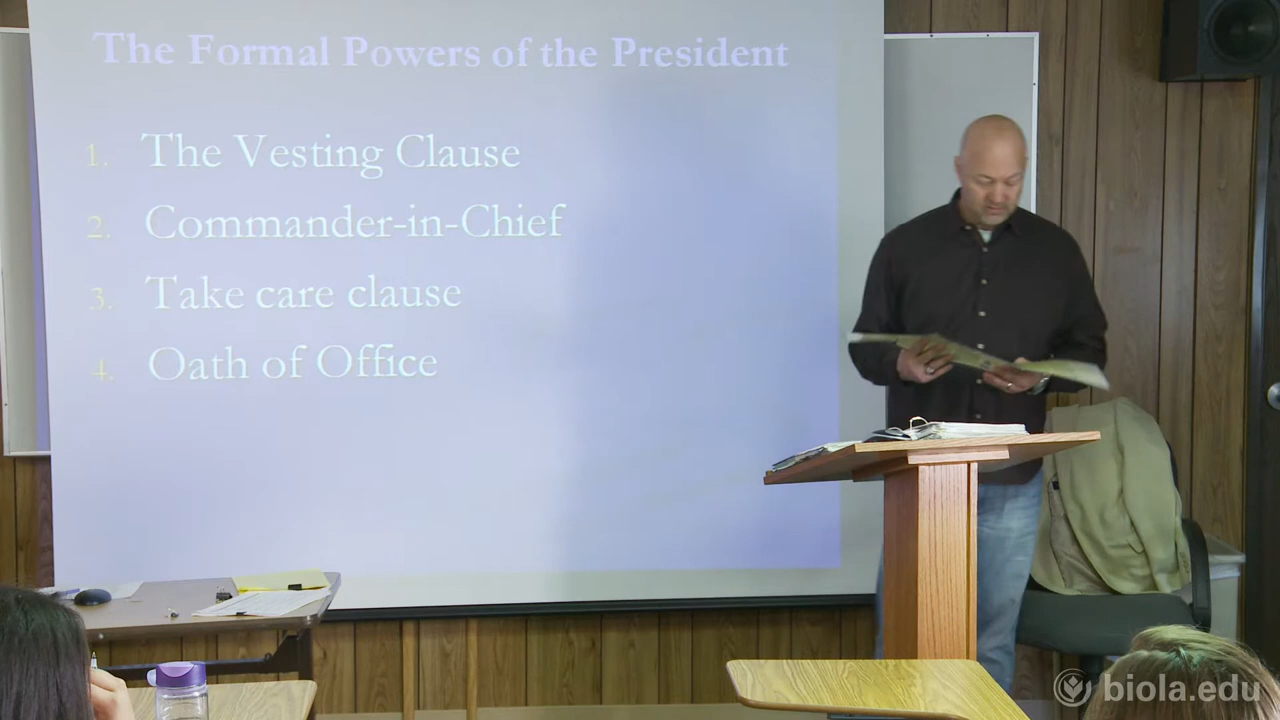 The Formal Powers of the President
1. The Vesting Clause
2. Commander-in-Chief
3. Take care clause
4. Oath of Office
biola.edu